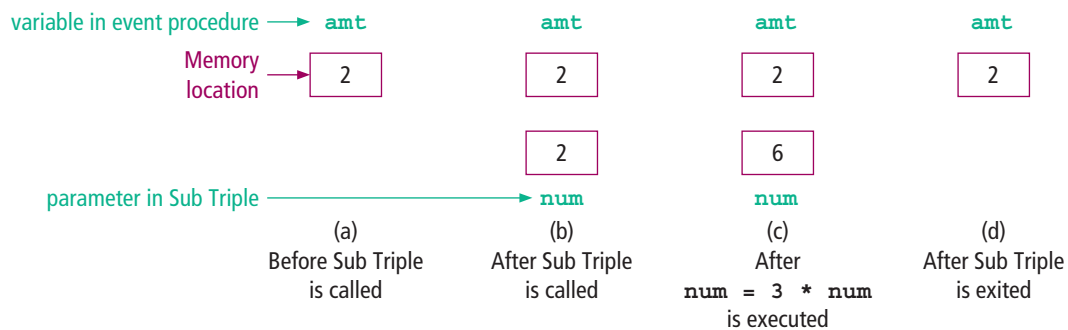 variable in event procedure amt amt amt amt
Memory location 2 2 2 2
2 6
parameter in Sub Triple num num
(a) (b) (c) (d)
Before Sub Triple After Sub Triple After After Sub Triple
is called is called num = 3 * num is exited
is executed